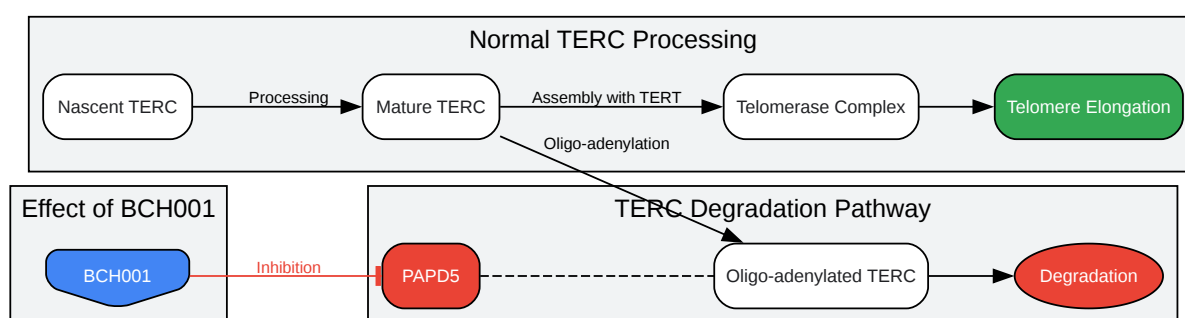 Normal TERC Processing
Nascent TERC
Processing
Mature TERC
Assembly with TERT
Telomerase Complex
Telomere Elongation
Oligo-adenylation
Effect of BCH001
BCH001
Inhibition
TERC Degradation Pathway
PAPD5
Oligo-adenylated TERC
Degradation